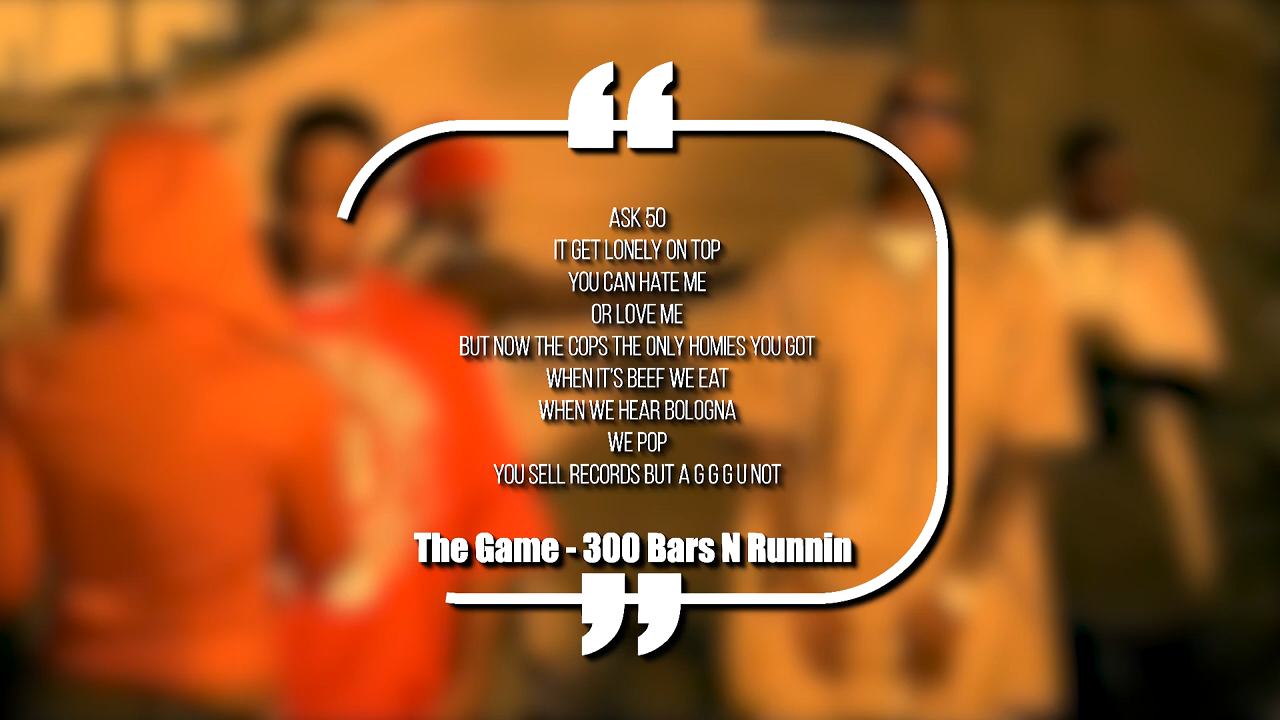 ASK 50
IT GET LONELY ON TOP
YOU CAN HATE ME
OR LOVE ME
BUT NOW THE COPS THE ONLY HOMIES YOU GOT
WHEN IT'S BEEF WE EAT
WHEN WE HEAR BOLOGNA
WE POP
YOU SELL RECORDS BUT A G G G U NOT
The Game - 300 Bars N Runnin